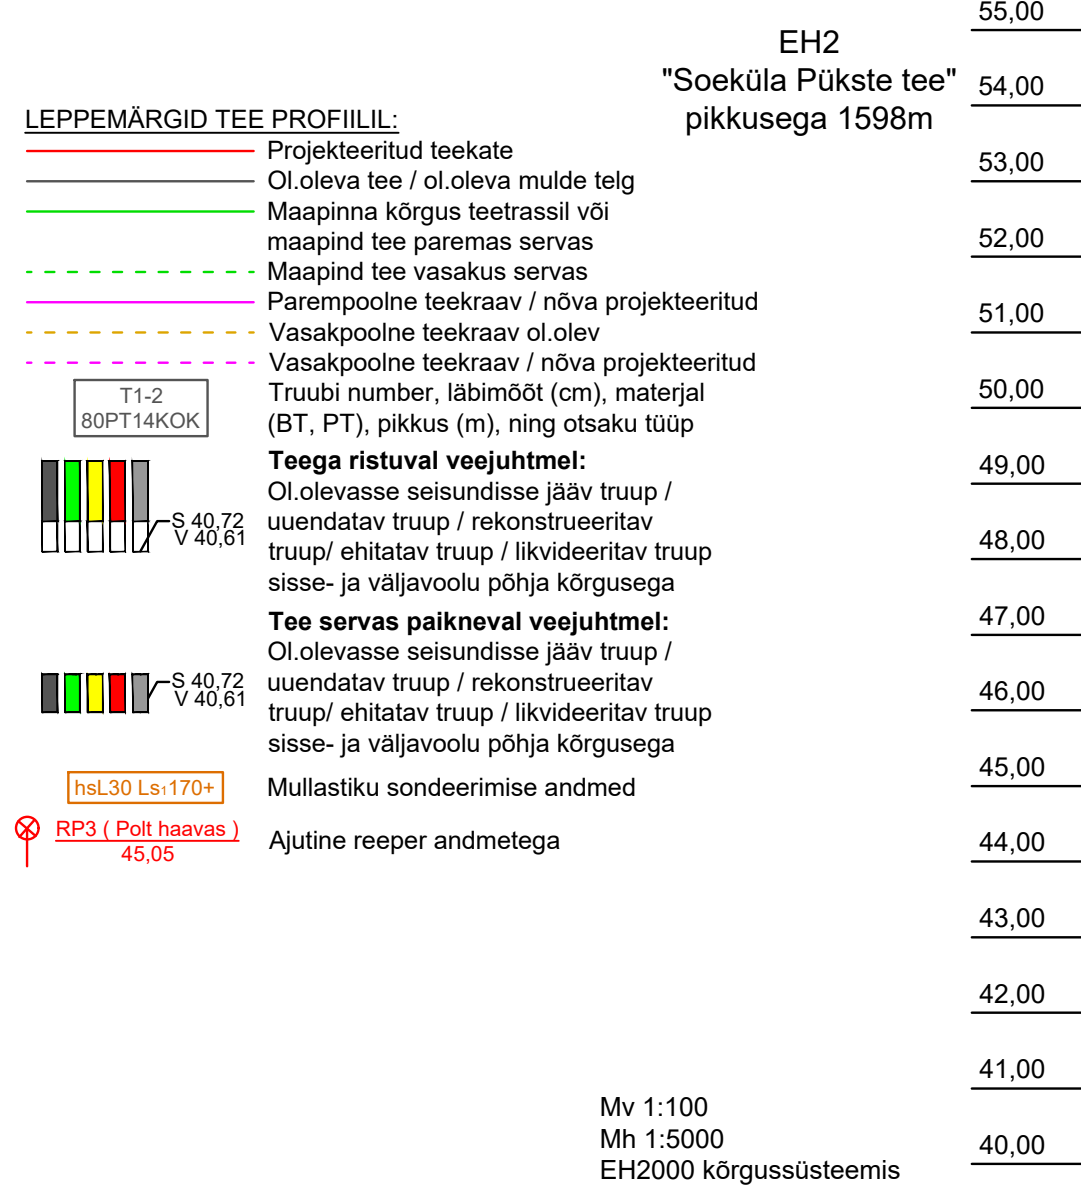 EH2
"Soeküla Pükste tee"
pikkusega 1598m
LEPPEMÄRGID TEE PROFIILIL:
Projekteeritud teekate
Ol.oleva tee / ol.oleva mulde telg
Maapinna kõrgus teetrassil või
maapind tee paremas servas
Maapind tee vasakus servas
Parempoolne teekraav / nõva projekteeritud
Vasakpoolne teekraav ol.olev
Vasakpoolne teekraav / nõva projekteeritud
T1-2
80PT14KOK
Truubi number, läbimõõt (cm), materjal
(BT, PT), pikkus (m), ning otsaku tüüp
Teega ristuval veejuhtmel:
Ol.olevasse seisundisse jääv truup /
uuendatav truup / rekonstrueeritav
truup/ ehitatav truup / likvideeritav truup
sisse- ja väljavoolu põhja kõrgusega
S 40,72
V 40,61
Tee servas paikneval veejuhtmel:
Ol.olevasse seisundisse jääv truup /
uuendatav truup / rekonstrueeritav
truup/ ehitatav truup / likvideeritav truup
sisse- ja väljavoolu põhja kõrgusega
S 40,72
V 40,61
hsL30 Ls₁170+
Mullastiku sondeerimise andmed
RP3 ( Polt haavas )
45,05
Ajutine reeper andmetega
55,00
54,00
53,00
52,00
51,00
50,00
49,00
48,00
47,00
46,00
45,00
44,00
43,00
42,00
41,00
40,00
Mv 1:100
Mh 1:5000
EH2000 kõrgussüsteemis